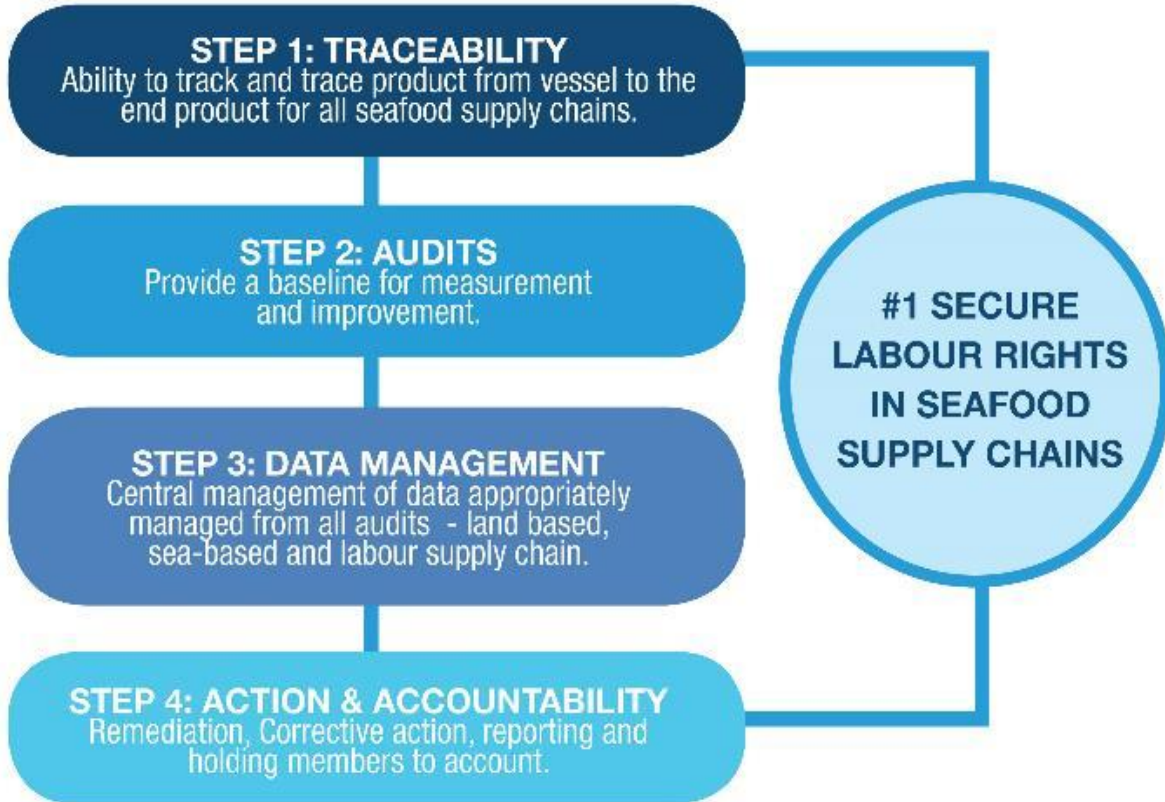 STEP 1: TRACEABILITY
Ability to track and trace product from vessel to the
end product for all seafood supply chains.
STEP 2: AUDITS
Provide a baseline for measurement
and improvement.
STEP 3: DATA MANAGEMENT
Central management of data appropriately
managed from all audits - land based,
sea-based and labour supply chain.
STEP 4: ACTION & ACCOUNTABILITY
Remediation, Corrective action, reporting and
holding members to account.
#1 SECURE
LABOUR RIGHTS
IN SEAFOOD
SUPPLY CHAINS